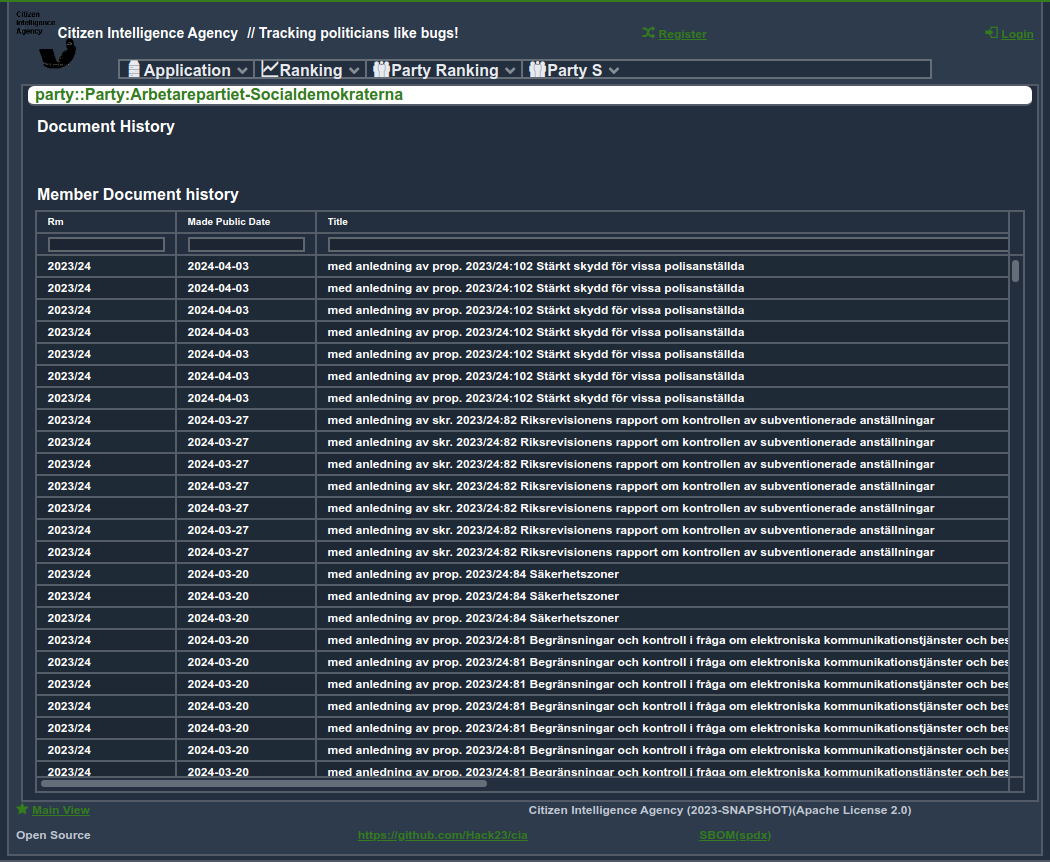 Citizen
Intelligence
Agency
Citizen Intelligence Agency // Tracking politicians like bugs!
Register
Login
Application
Ranking
Party Ranking
Party S
party::Party:Arbetarepartiet-Socialdemokraterna
Document History
Member Document history
Rm Made Public Date Title
2023/24 2024-04-03 med anledning av prop. 2023/24:102 Stärkt skydd för vissa polisanställda
2023/24 2024-04-03 med anledning av prop. 2023/24:102 Stärkt skydd för vissa polisanställda
2023/24 2024-04-03 med anledning av prop. 2023/24:102 Stärkt skydd för vissa polisanställda
2023/24 2024-04-03 med anledning av prop. 2023/24:102 Stärkt skydd för vissa polisanställda
2023/24 2024-04-03 med anledning av prop. 2023/24:102 Stärkt skydd för vissa polisanställda
2023/24 2024-04-03 med anledning av prop. 2023/24:102 Stärkt skydd för vissa polisanställda
2023/24 2024-04-03 med anledning av prop. 2023/24:102 Stärkt skydd för vissa polisanställda
2023/24 2024-03-27 med anledning av skr. 2023/24:82 Riksrevisionens rapport om kontrollen av subventionerade anställningar
2023/24 2024-03-27 med anledning av skr. 2023/24:82 Riksrevisionens rapport om kontrollen av subventionerade anställningar
2023/24 2024-03-27 med anledning av skr. 2023/24:82 Riksrevisionens rapport om kontrollen av subventionerade anställningar
2023/24 2024-03-27 med anledning av skr. 2023/24:82 Riksrevisionens rapport om kontrollen av subventionerade anställningar
2023/24 2024-03-27 med anledning av skr. 2023/24:82 Riksrevisionens rapport om kontrollen av subventionerade anställningar
2023/24 2024-03-27 med anledning av skr. 2023/24:82 Riksrevisionens rapport om kontrollen av subventionerade anställningar
2023/24 2024-03-27 med anledning av skr. 2023/24:82 Riksrevisionens rapport om kontrollen av subventionerade anställningar
2023/24 2024-03-20 med anledning av prop. 2023/24:84 Säkerhetszoner
2023/24 2024-03-20 med anledning av prop. 2023/24:84 Säkerhetszoner
2023/24 2024-03-20 med anledning av prop. 2023/24:84 Säkerhetszoner
2023/24 2024-03-20 med anledning av prop. 2023/24:81 Begränsningar och kontroll i fråga om elektroniska kommunikationstjänster och bes
2023/24 2024-03-20 med anledning av prop. 2023/24:81 Begränsningar och kontroll i fråga om elektroniska kommunikationstjänster och bes
2023/24 2024-03-20 med anledning av prop. 2023/24:81 Begränsningar och kontroll i fråga om elektroniska kommunikationstjänster och bes
2023/24 2024-03-20 med anledning av prop. 2023/24:81 Begränsningar och kontroll i fråga om elektroniska kommunikationstjänster och bes
2023/24 2024-03-20 med anledning av prop. 2023/24:81 Begränsningar och kontroll i fråga om elektroniska kommunikationstjänster och bes
2023/24 2024-03-20 med anledning av prop. 2023/24:81 Begränsningar och kontroll i fråga om elektroniska kommunikationstjänster och bes
2023/24 2024-03-20 med anledning av prop. 2023/24:81 Begränsningar och kontroll i fråga om elektroniska kommunikationstjänster och bes
Main View
Citizen Intelligence Agency (2023-SNAPSHOT)(Apache License 2.0)
Open Source
https://github.com/Hack23/cia
SBOM(spdx)